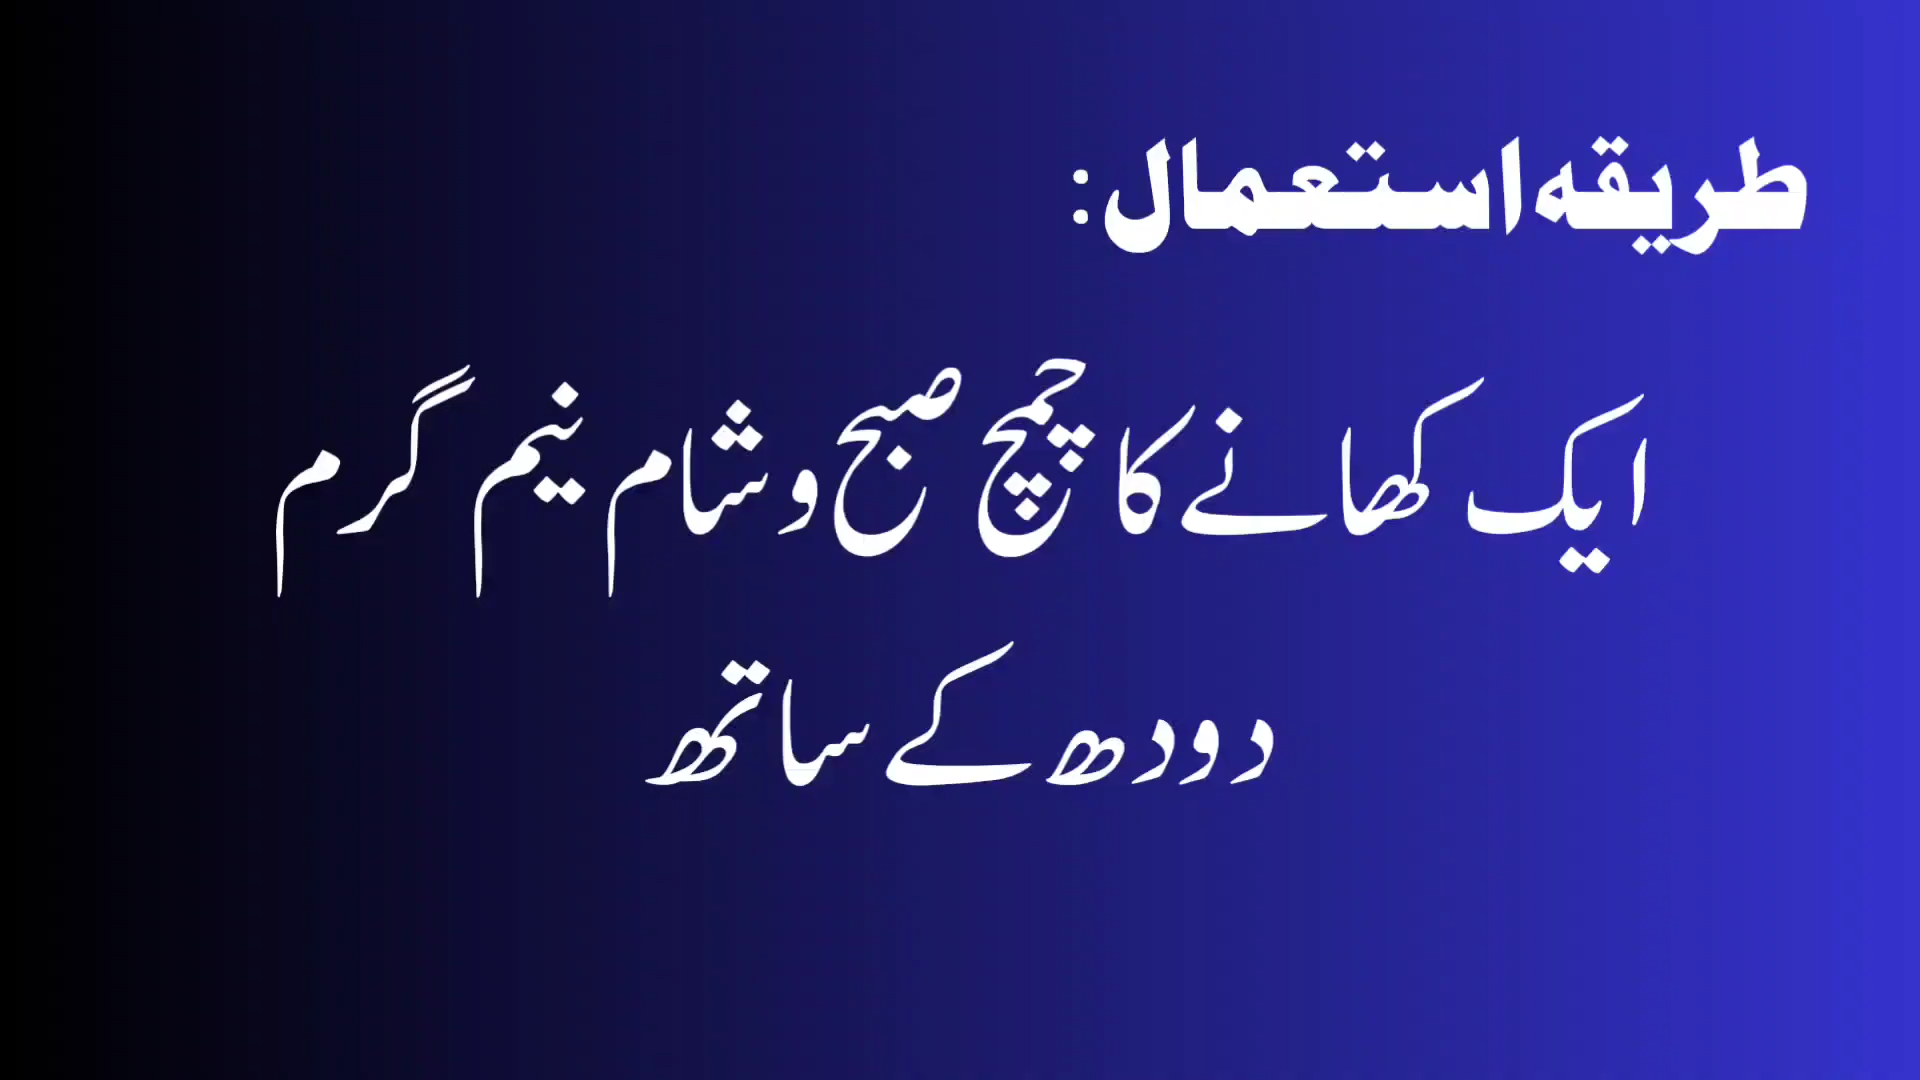 طریقہ استعمال:
ایک کھانے کا چمچ صبح و شام نیم گرم
دودھ کے ساتھ